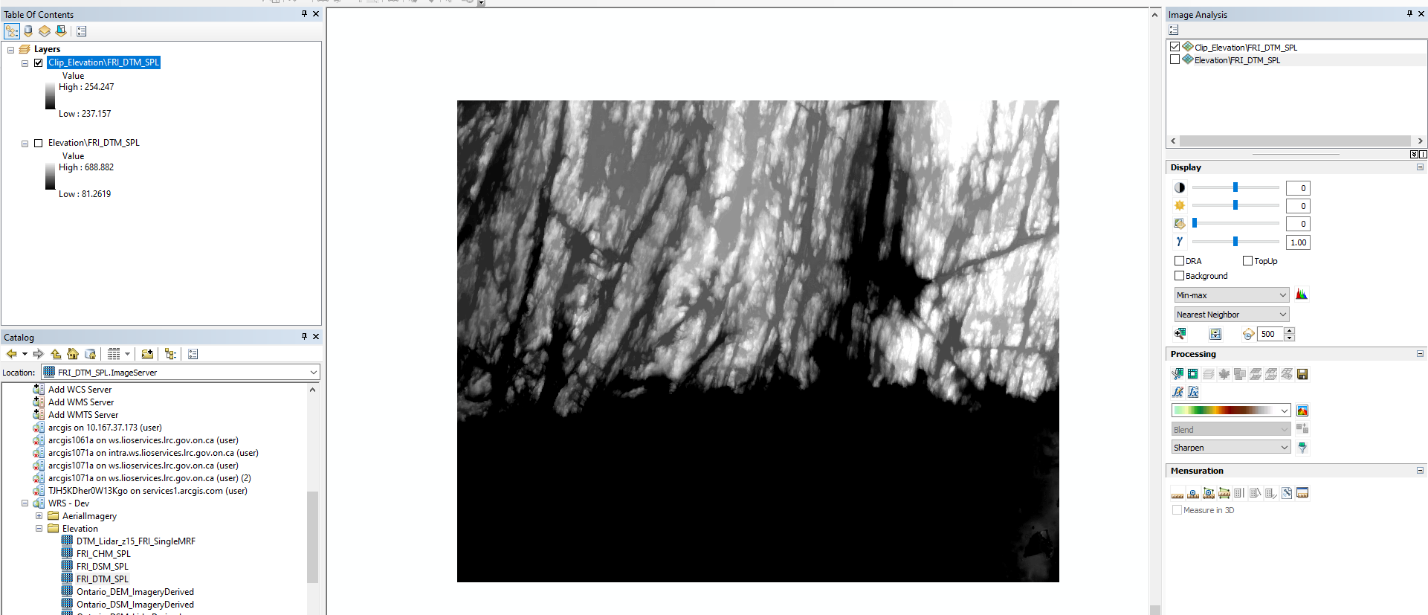 Table Of Contents
Layers
Clip_Elevation\FRI_DTM_SPL
Value
High : 254.247
Low : 237.157
Elevation\FRI_DTM_SPL
Value
High : 688.882
Low : 81.2619
Catalog
Location: FRI_DTM_SPL.ImageServer
Add WCS Server
Add WMS Server
Add WMTS Server
arcgis on 10.167.37.173 (user)
arcgis1061a on ws.lioservices.lrc.gov.on.ca (user)
arcgis1071a on intra.ws.lioservices.lrc.gov.on.ca (user)
arcgis1071a on ws.lioservices.lrc.gov.on.ca (user)
arcgis1071a on ws.lioservices.lrc.gov.on.ca (user) (2)
TJH5KDher0W13Kgo on services1.arcgis.com (user)
WRS - Dev
AerialImagery
Elevation
DTM_Lidar_z15_FRI_SingleMRF
FRI_CHM_SPL
FRI_DSM_SPL
FRI_DTM_SPL
Ontario_DEM_ImageryDerived
Ontario_DSM_ImageryDerived
Image Analysis
Clip_Elevation\FRI_DTM_SPL
Elevation\FRI_DTM_SPL
Display
0
0
0
γ 1.00
DRA TopUp
Background
Min-max
Nearest Neighbor
500
Processing
Blend
Sharpen
Mensuration
Measure in 3D